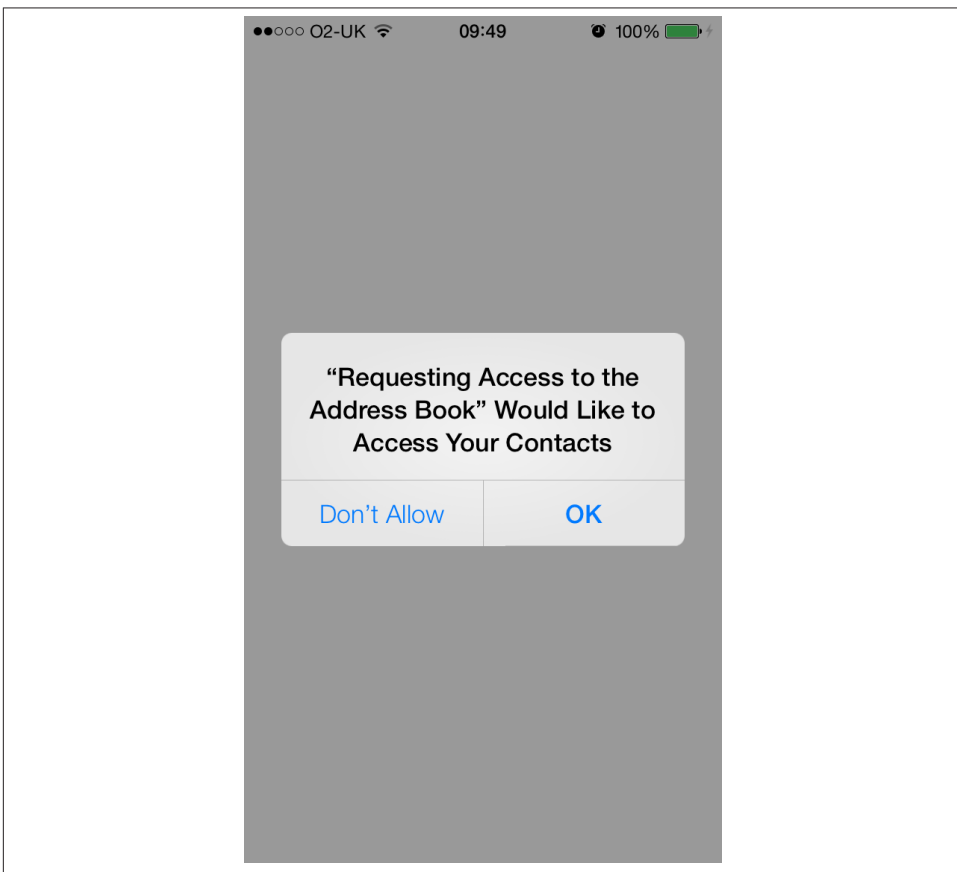 O2-UK 09:49 100%
“Requesting Access to the
Address Book” Would Like to
Access Your Contacts
Don’t Allow OK